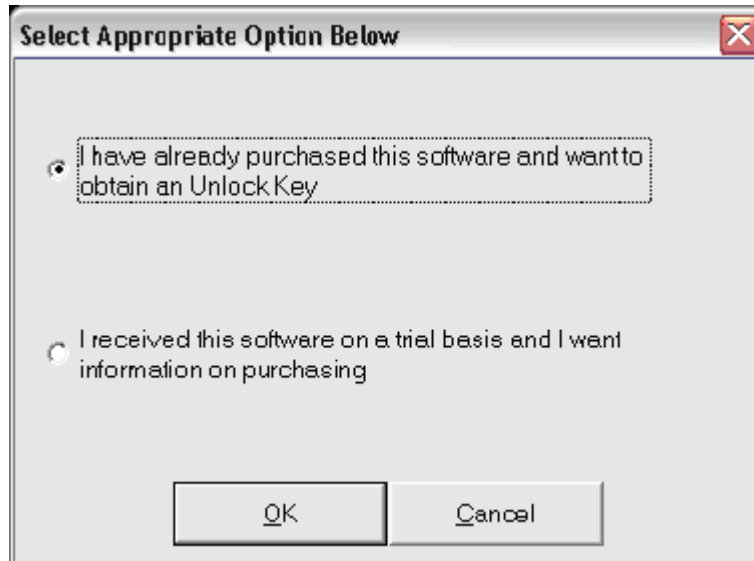 Select Appropriate Option Below
I have already purchased this software and want to
obtain an Unlock Key
I received this software on a trial basis and I want
information on purchasing
OK
Cancel